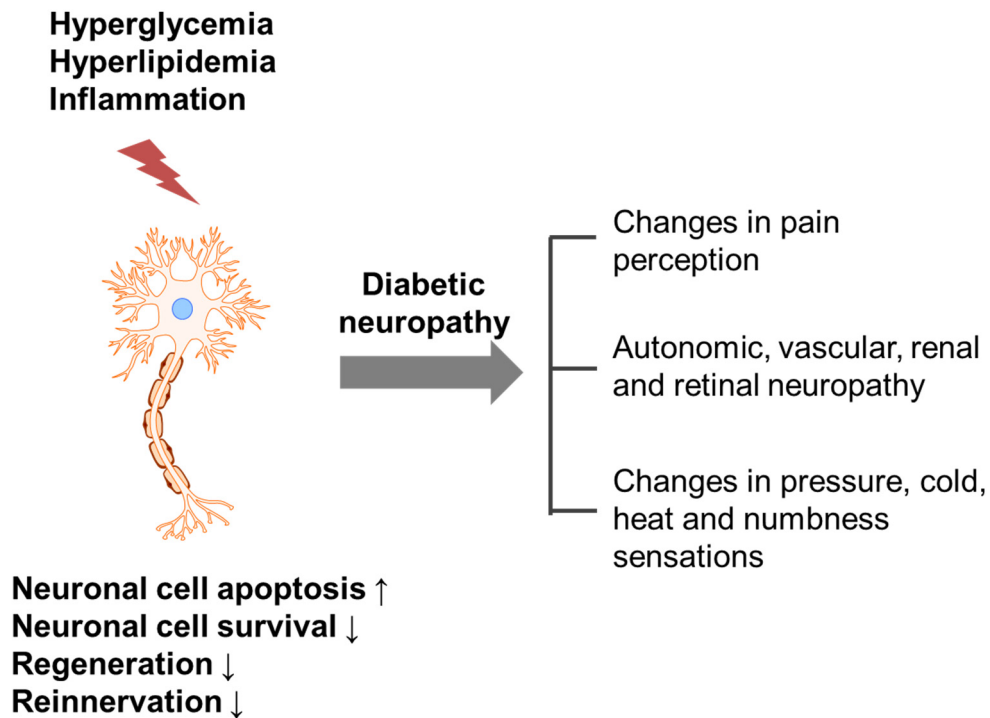 Hyperglycemia
Hyperlipidemia
Inflammation
Diabetic
neuropathy
Changes in pain
perception
Autonomic, vascular, renal
and retinal neuropathy
Changes in pressure, cold,
heat and numbness
sensations
Neuronal cell apoptosis ↑
Neuronal cell survival ↓
Regeneration ↓
Reinnervation ↓